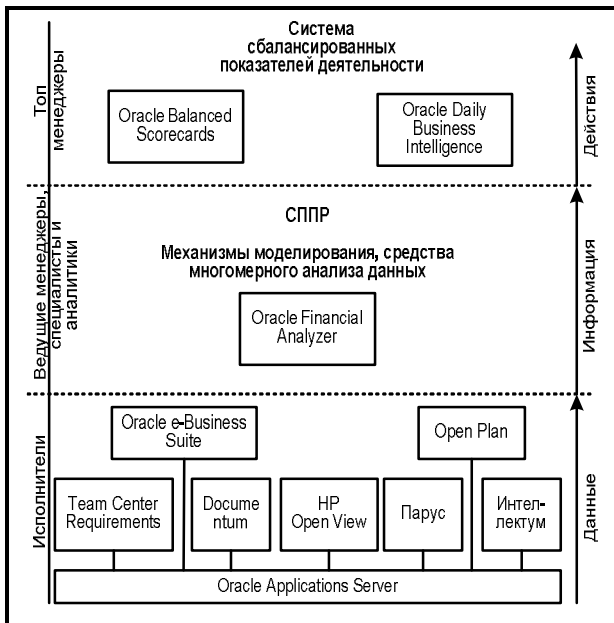 Система
сбалансированных
показателей деятельности
Топ
менеджеры
Oracle Balanced
Scorecards
Oracle Daily
Business
Intelligence
Действия
СППР
Механизмы моделирования, средства
многомерного анализа данных
Ведущие менеджеры,
специалисты и
аналитики
Oracle Financial
Analyzer
Информация
Исполнители
Oracle e-Business
Suite
Open Plan
Team Center
Requirements
Docume
ntum
HP
Open View
Парус
Интел-
лектум
Данные
Oracle Applications Server